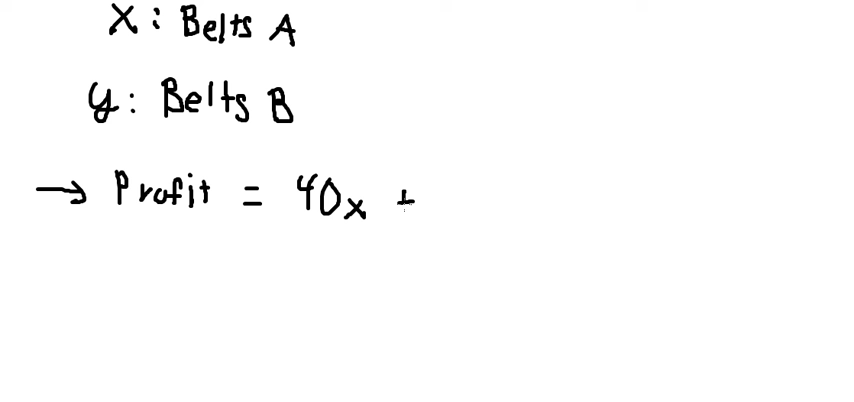 x : Belts A
y : Belts B
→ Profit = 40x +